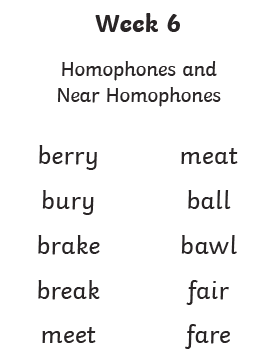 Week 6
Homophones and
Near Homophones
berry
bury
brake
break
meet
meat
ball
bawl
fair
fare